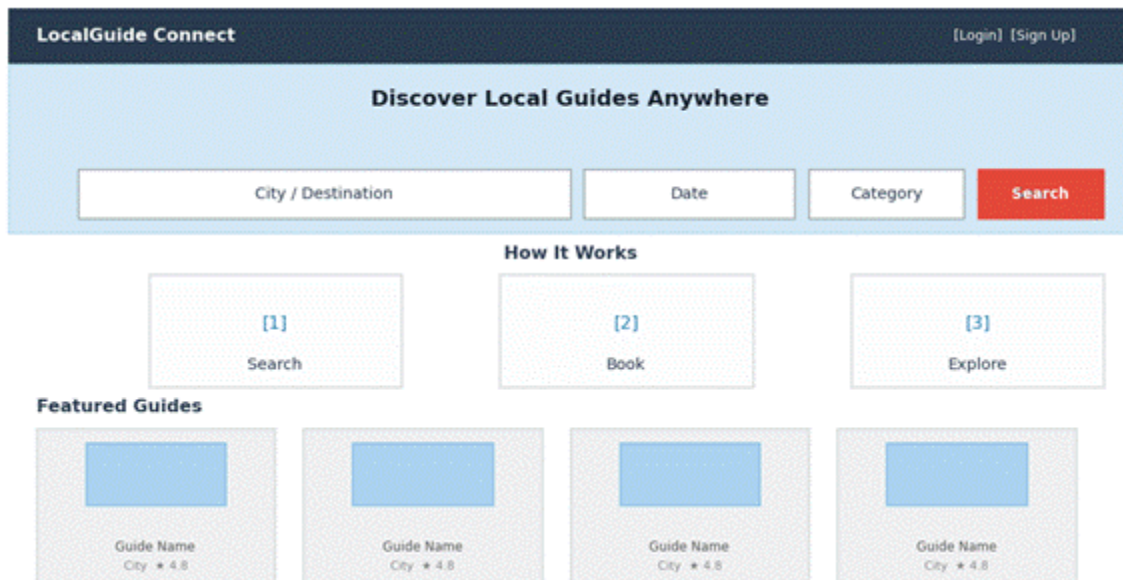 LocalGuide Connect [Login] [Sign Up]
Discover Local Guides Anywhere
City / Destination Date Category Search
How It Works
[1] [2] [3]
Search Book Explore
Featured Guides
Guide Name Guide Name Guide Name Guide Name
City ★ 4.8 City ★ 4.8 City ★ 4.8 City ★ 4.8